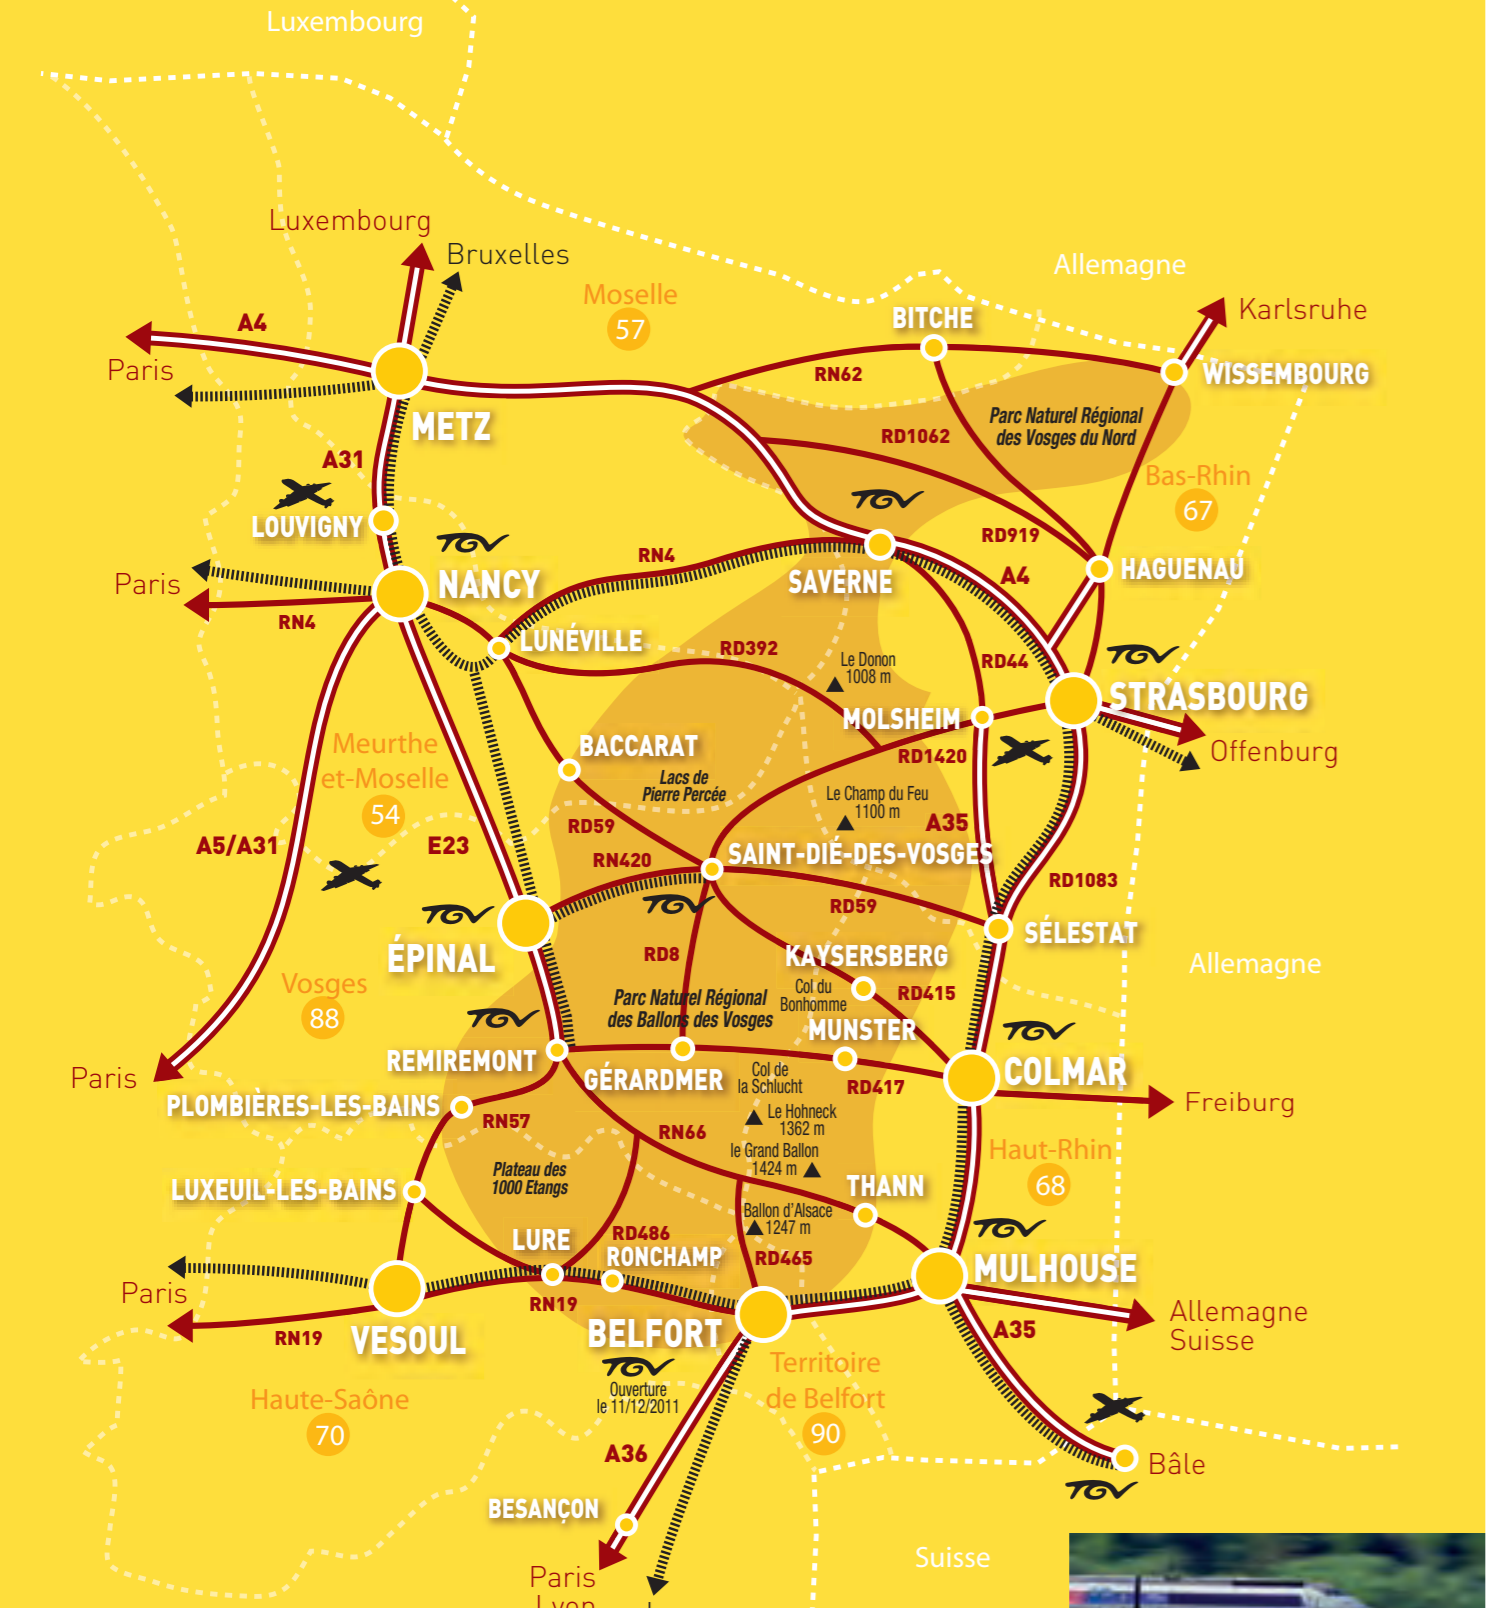 Luxembourg
Luxembourg
Bruxelles
Allemagne
Moselle
57
Karlsruhe
A4
BITCHE
Paris
RN62
WISSEMBOURG
METZ
Parc Naturel Régional
des Vosges du Nord
RD1062
A31
Bas-Rhin
67
TGV
LOUVIGNY
TGV
RD919
RN4
Paris
NANCY
SAVERNE
A4
HAGUENAU
RN4
LUNÉVILLE
RD392
Le Donon
1008 m
RD44
TGV
STRASBOURG
MOLSHEIM
Meurthe
et-Moselle
54
BACCARAT
RD1420
Offenburg
Lacs de
Pierre Percée
Le Champ du Feu
1100 m
RD59
A35
A5/A31
E23
RN420
SAINT-DIÉ-DES-VOSGES
RD1083
TGV
TGV
RD59
SÉLESTAT
ÉPINAL
RD8
KAYSERSBERG
Allemagne
Vosges
88
Col du
Bonhomme
RD415
Parc Naturel Régional
des Ballons des Vosges
TGV
MUNSTER
TGV
REMIREMONT
Paris
GÉRARDMER
Col de
la Schlucht
RD417
COLMAR
PLOMBIÈRES-LES-BAINS
Freiburg
RN57
RN66
Le Hohneck
1362 m
le Grand Ballon
1424 m
Haut-Rhin
68
Plateau des
1000 Etangs
LUXEUIL-LES-BAINS
THANN
Ballon d'Alsace
1247 m
TGV
LURE
RD486
RONCHAMP
RD465
MULHOUSE
Paris
RN19
Allemagne
Suisse
RN19
VESOUL
BELFORT
A35
TGV
Ouverture
le 11/12/2011
Territoire
de Belfort
90
Haute-Saône
70
A36
Bâle
TGV
BESANÇON
Suisse
Paris
Lyon